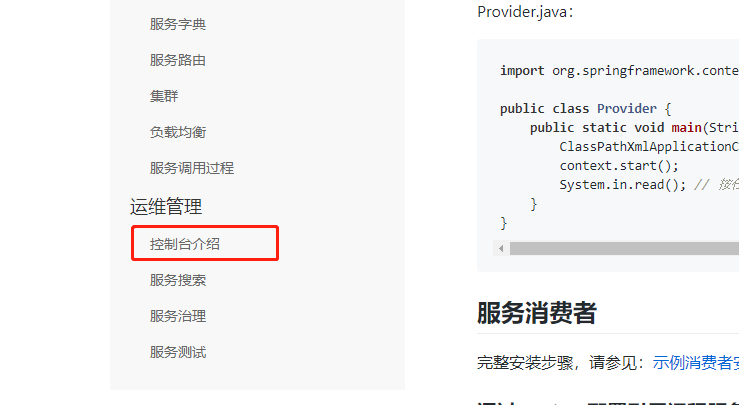 服务字典
服务路由
集群
负载均衡
服务调用过程
运维管理
控制台介绍
服务搜索
服务治理
服务测试
Provider.java：
import org.springframework.conte
public class Provider {
public static void main(Stri
ClassPathXmlApplicationC
context.start();
System.in.read(); // 按任
}
}
服务消费者
完整安装步骤，请参见：示例消费者安